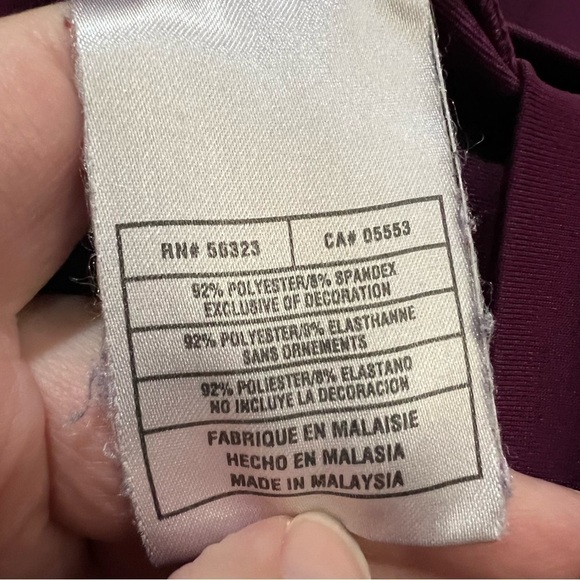 RN# 56323 CA# 05553
92% POLYESTER/8% SPANDEX
EXCLUSIVE OF DECORATION
92% POLYESTER/8% ELASTHANNE
SANS ORNEMENTS
92% POLIESTER/8% ELASTANO
NO INCLUYE LA DECORACION
FABRIQUE EN MALAISIE
HECHO EN MALASIA
MADE IN MALAYSIA